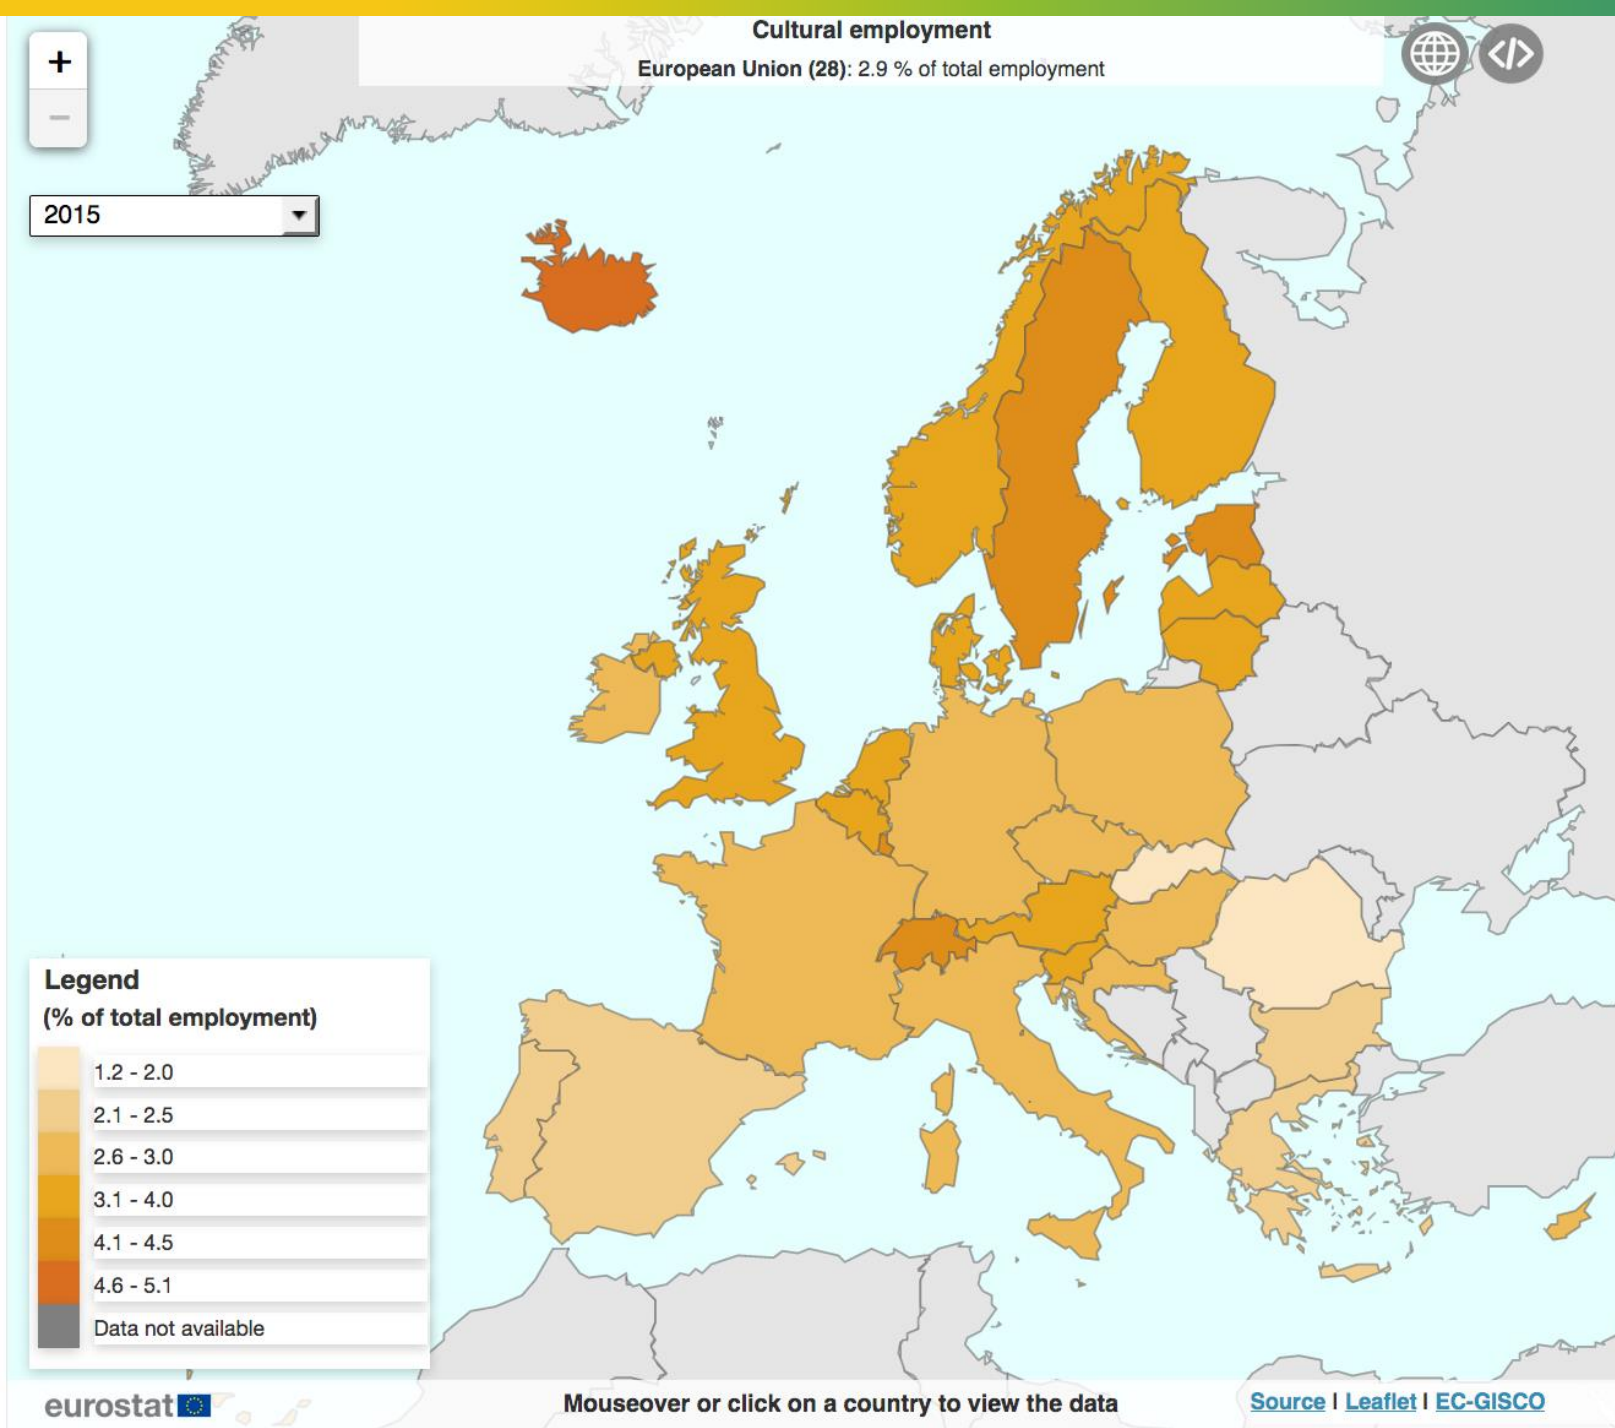 Cultural employment
European Union (28): 2.9 % of total employment
+
−
</>
2015
Legend
(% of total employment)
1.2 - 2.0
2.1 - 2.5
2.6 - 3.0
3.1 - 4.0
4.1 - 4.5
4.6 - 5.1
Data not available
eurostat
Mouseover or click on a country to view the data
Source | Leaflet | EC-GISCO